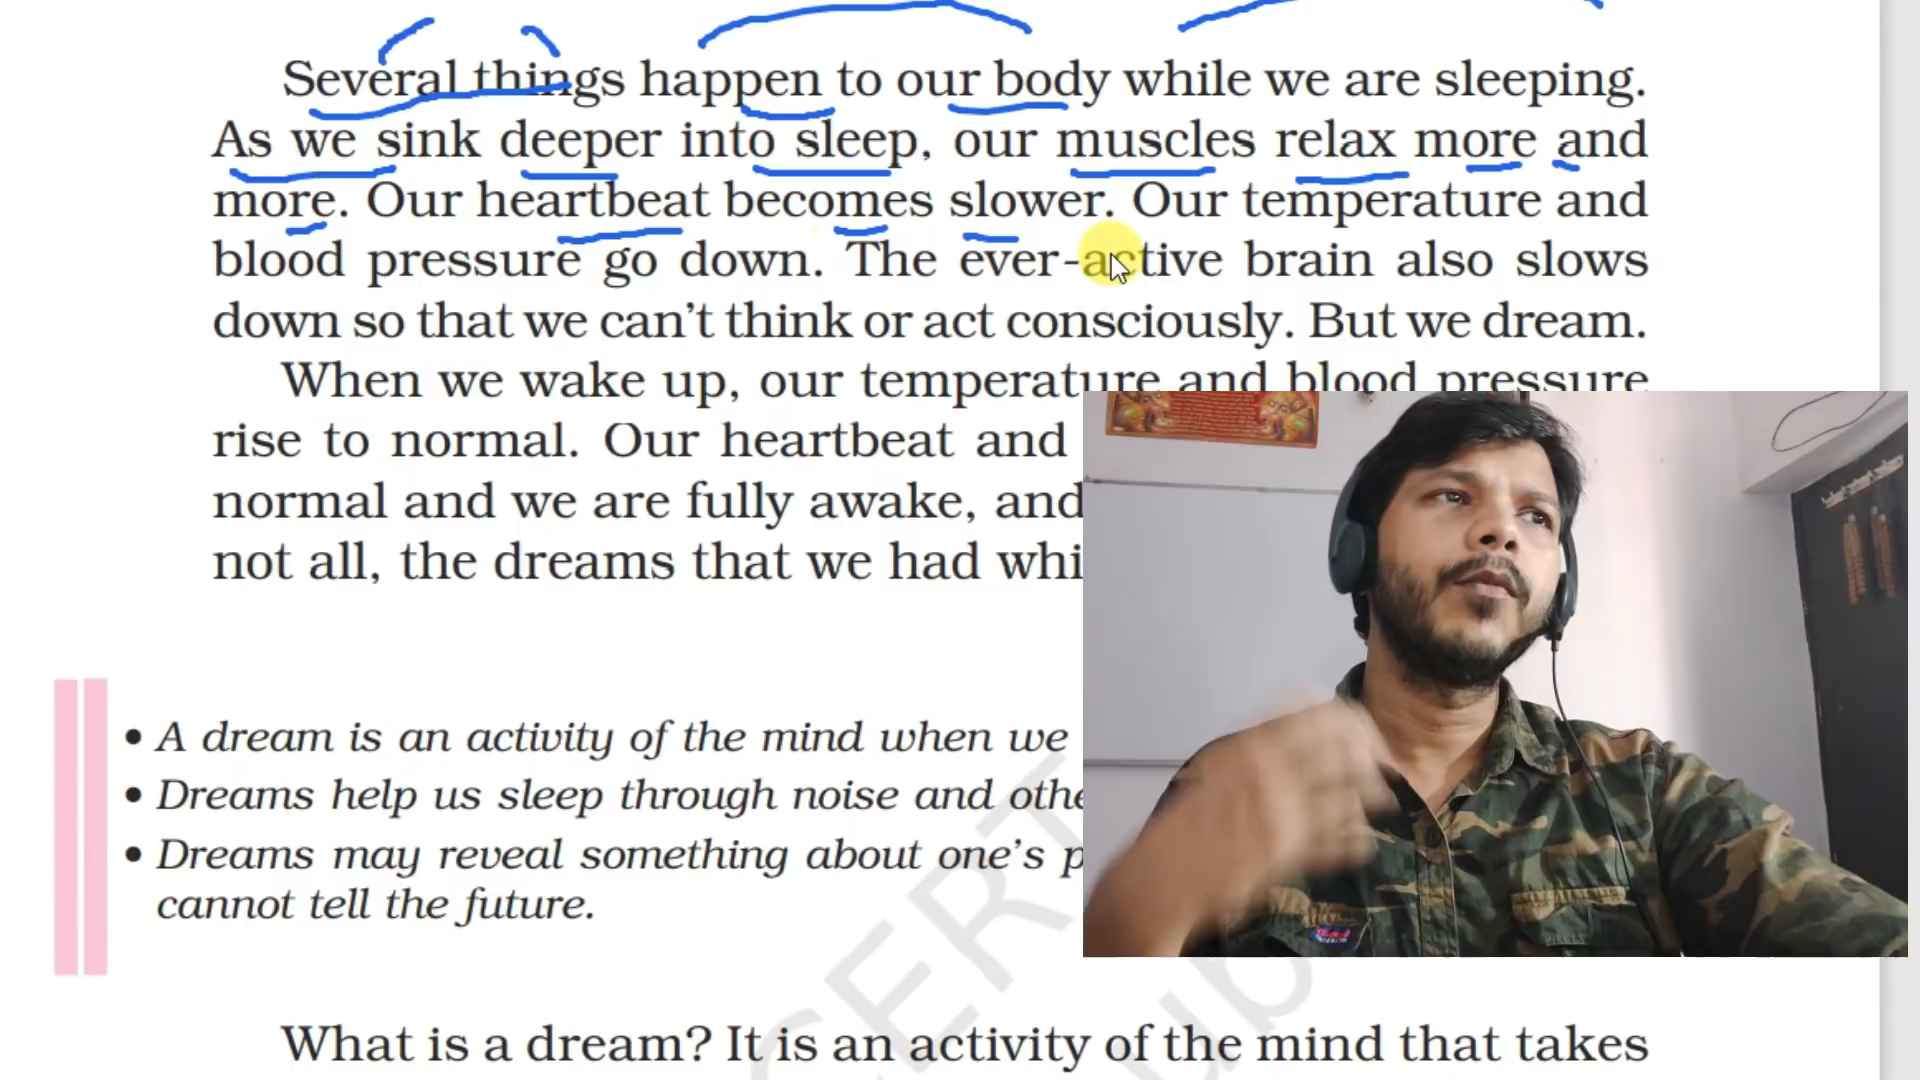 Several things happen to our body while we are sleeping.
As we sink deeper into sleep, our muscles relax more and
more. Our heartbeat becomes slower. Our temperature and
blood pressure go down. The ever-active brain also slows
down so that we can't think or act consciously. But we dream.
When we wake up, our temperature and blood pressure
rise to normal. Our heartbeat and
normal and we are fully awake, and
not all, the dreams that we had
• A dream is an activity of the mind when we
• Dreams help us sleep through noise and
• Dreams may reveal something about one's
cannot tell the future.
What is a dream? It is an activity of the mind that takes